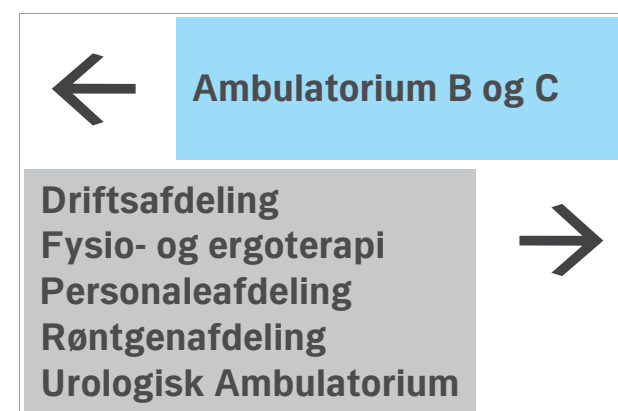 Ambulatorium B og C
Driftsafdeling
Fysio- og ergoterapi
Personaleafdeling
Røntgenafdeling
Urologisk Ambulatorium